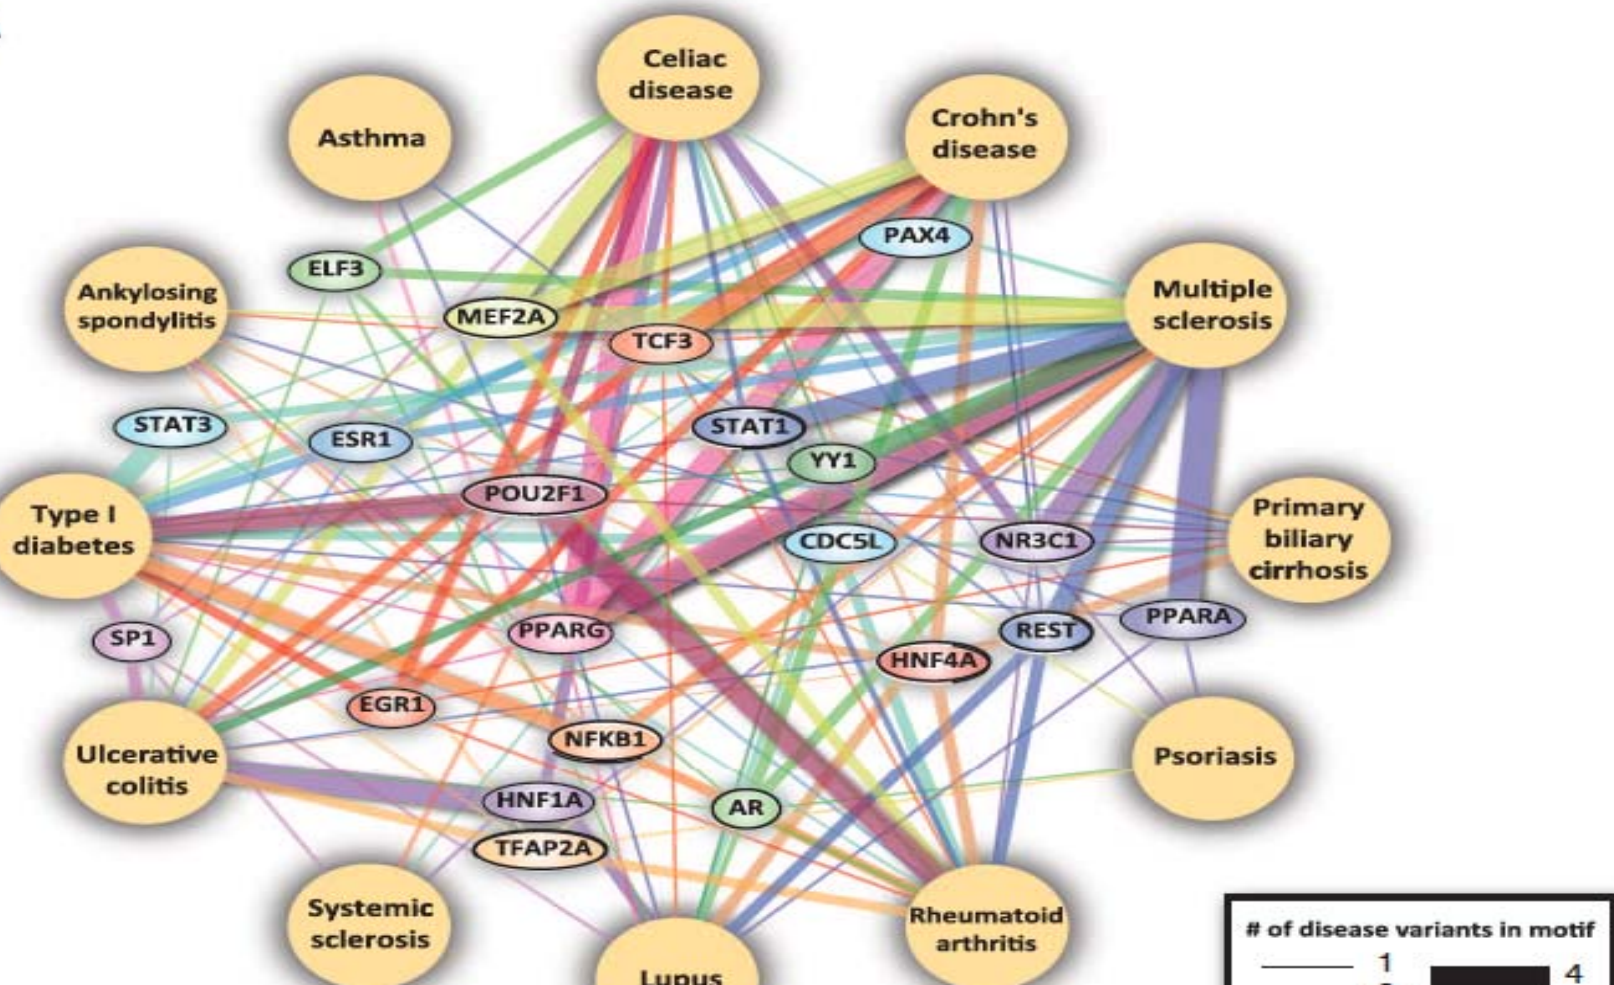 Celiac
disease
Asthma
Crohn's
disease
PAX4
ELF3
Ankylosing
spondylitis
MEF2A
Multiple
sclerosis
TCF3
STAT3
ESR1
STAT1
YY1
POU2F1
Type I
diabetes
CDC5L
NR3C1
Primary
biliary
cirrhosis
SP1
PPARG
REST
PPARA
HNF4A
EGR1
NFKB1
Ulcerative
colitis
Psoriasis
HNF1A
AR
TFAP2A
Systemic
sclerosis
Rheumatoid
arthritis
Lupus
# of disease variants in motif
1
4